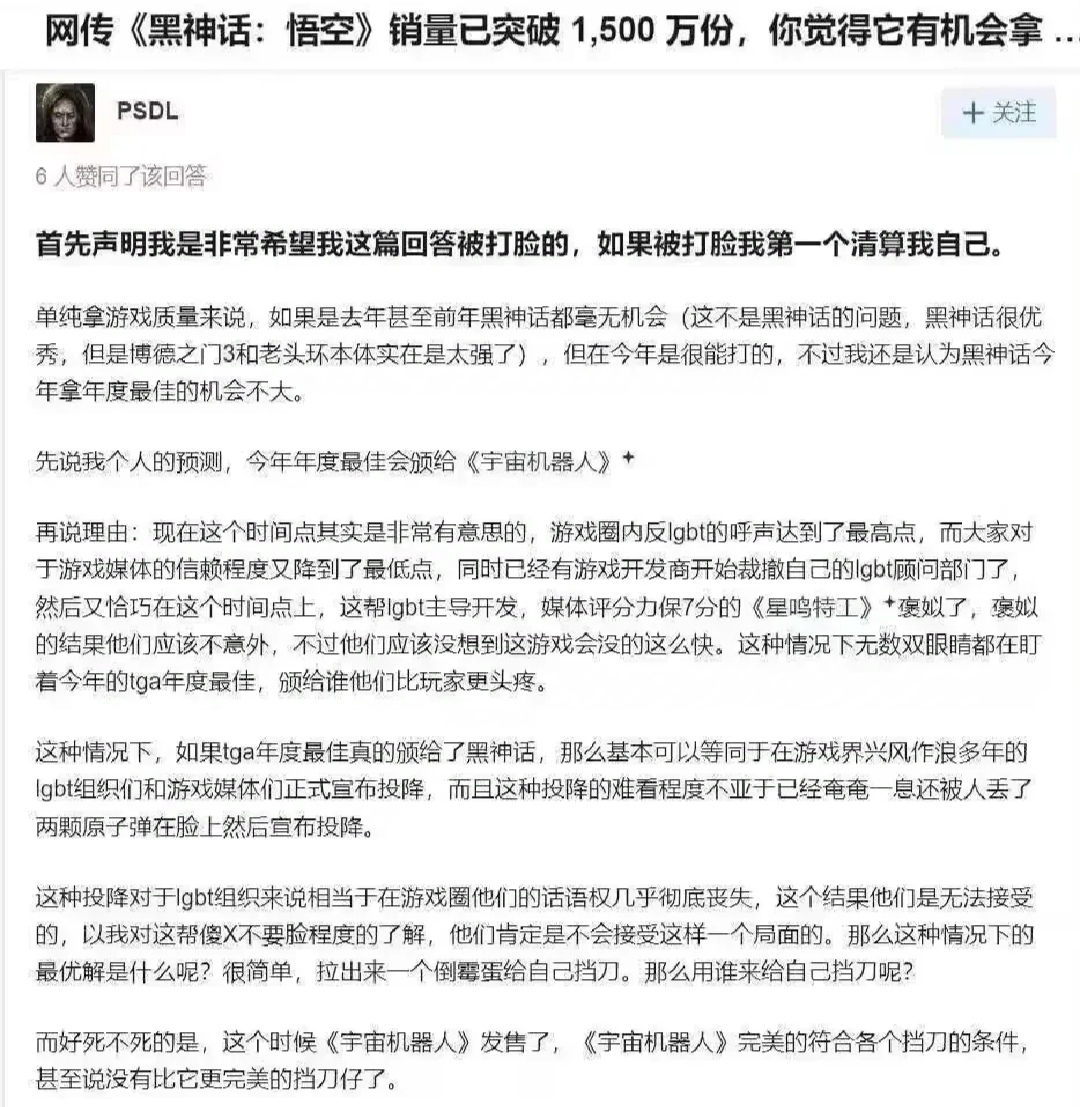 网传《黑神话：悟空》销量已突破 1,500 万份，你觉得它有机会拿 ...
PSDL
+ 关注
6 人赞同了该回答
首先声明我是非常希望我这篇回答被打脸的，如果被打脸我第一个清算我自己。
单纯拿游戏质量来说，如果是去年甚至前年黑神话都毫无机会（这不是黑神话的问题，黑神话很优
秀，但是博德之门3和老头环本体实在是太强了），但在今年是很能打的，不过我还是认为黑神话今
年拿年度最佳的机会不大。
先说我个人的预测，今年年度最佳会颁给《宇宙机器人》
再说理由：现在这个时间点其实是非常有意思的，游戏圈内反lgbt的呼声达到了最高点，而大家对
于游戏媒体的信赖程度又降到了最低点，同时已经有游戏开发商开始裁撤自己的lgbt顾问部门了，
然后又恰巧在这个时间点上，这帮lgbt主导开发，媒体评分力保7分的《星鸣特工》褒姒了，褒姒
的结果他们应该不意外，不过他们应该没想到这游戏会没的这么快。这种情况下无数双眼睛都在盯
着今年的tga年度最佳，颁给谁他们比玩家更头疼。
这种情况下，如果tga年度最佳真的颁给了黑神话，那么基本可以等同于在游戏界兴风作浪多年的
lgbt组织们和游戏媒体们正式宣布投降，而且这种投降的难看程度不亚于已经奄奄一息还被人丢了
两颗原子弹在脸上然后宣布投降。
这种投降对于lgbt组织来说相当于在游戏圈他们的话语权几乎彻底丧失，这个结果他们是无法接受
的，以我对这帮傻X不要脸程度的了解，他们肯定是不会接受这样一个局面的。那么这种情况下的
最优解是什么呢？很简单，拉出来一个倒霉蛋给自己挡刀。那么用谁来给自己挡刀呢？
而好死不死的是，这个时候《宇宙机器人》发售了，《宇宙机器人》完美的符合各个挡刀的条件，
甚至说没有比它更完美的挡刀仔了。